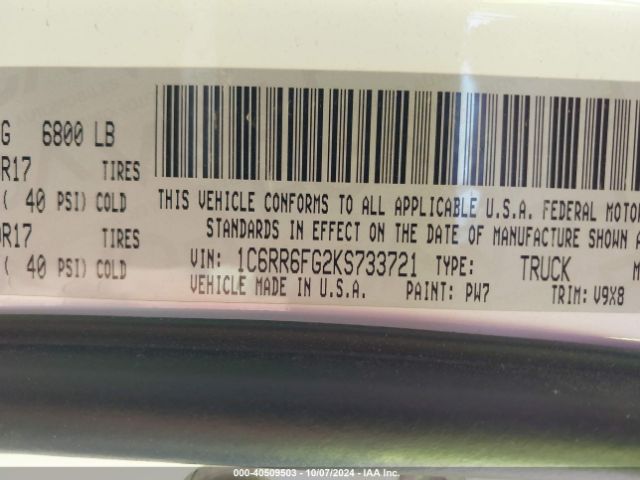 G 6800 LB
R17 TIRES
( 40 PSI) COLD
R17 TIRES
( 40 PSI) COLD
THIS VEHICLE CONFORMS TO ALL APPLICABLE U.S.A. FEDERAL MOTO
STANDARDS IN EFFECT ON THE DATE OF MANUFACTURE SHOWN A
VIN: 1C6RR6FG2KS733721 TYPE: TRUCK M
VEHICLE MADE IN U.S.A. PAINT: PW7 TRIM: V9X8
000-40509503 - 10/07/2024 - IAA Inc.